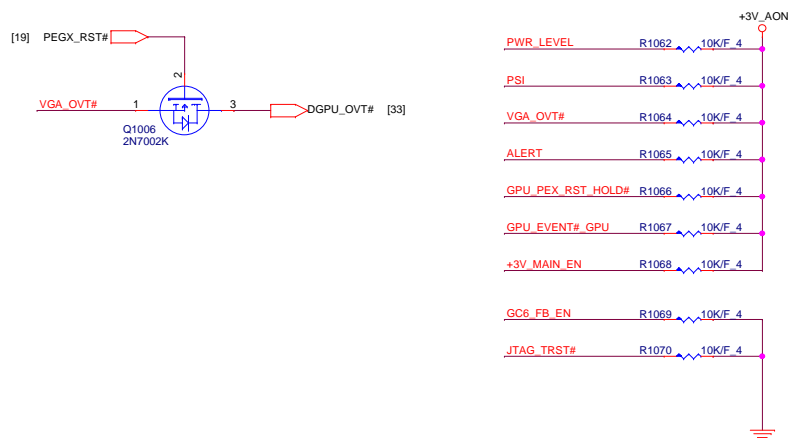 +3V_AON
[19] PEGX_RST#
PWR_LEVEL R1062 10K/F_4
PSI R1063 10K/F_4
2
VGA_OVT# 1 3 DGPU_OVT# [33]
Q1006
2N7002K
VGA_OVT# R1064 10K/F_4
ALERT R1065 10K/F_4
GPU_PEX_RST_HOLD# R1066 10K/F_4
GPU_EVENT#_GPU R1067 10K/F_4
+3V_MAIN_EN R1068 10K/F_4
GC6_FB_EN R1069 10K/F_4
JTAG_TRST# R1070 10K/F_4